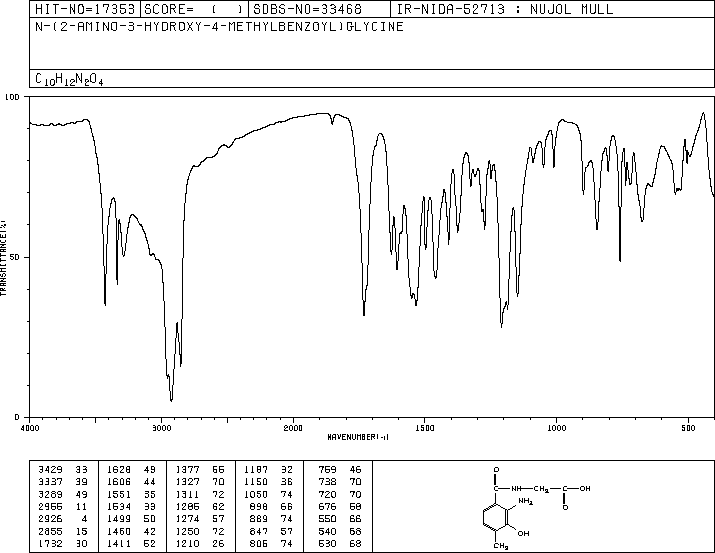 HIT-NO=17353 SCORE= ( ) SDBS-NO=33468 IR-NIDA-52713 : NUJOL MULL
N-(2-AMINO-3-HYDROXY-4-METHYLBENZOYL)GLYCINE
C10H12N2O4
100
50
0
TRANSMITTANCE(%)
4000 3000 2000 1500 1000 500
WAVENUMBER(-1)
3429 33 1628 49 1377 55 1187 32 759 46
3337 39 1606 44 1327 70 1150 36 738 70
3289 49 1551 35 1311 72 1050 74 720 70
2955 11 1534 33 1285 62 898 66 676 58
2926 4 1499 50 1274 57 889 74 550 66
2855 15 1460 42 1250 72 847 57 540 68
1732 30 1411 52 1210 26 806 74 530 68
O
C NH CH2 C OH
O
NH2
OH
CH3